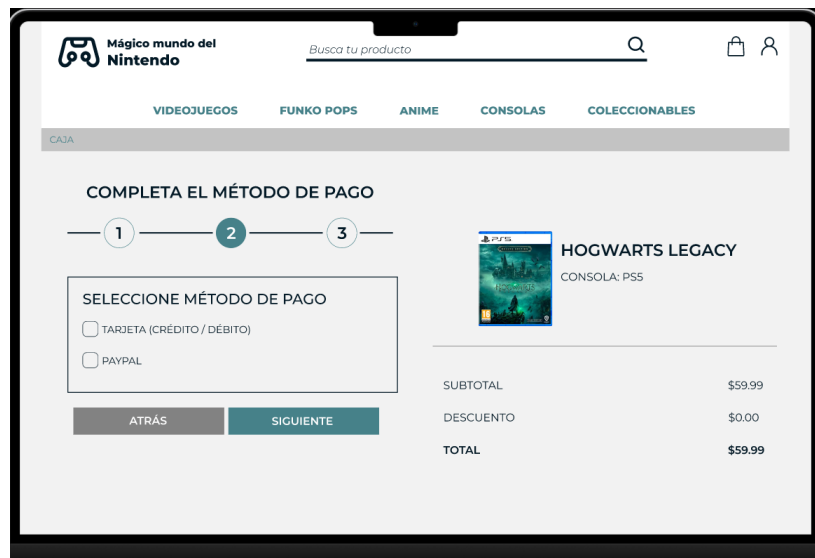 Mágico mundo del
Nintendo
Busca tu producto
VIDEOJUEGOS FUNKO POPS ANIME CONSOLAS COLECCIONABLES
CAJA
COMPLETA EL MÉTODO DE PAGO
1 2 3
SELECCIONE MÉTODO DE PAGO
TARJETA (CRÉDITO / DÉBITO)
PAYPAL
ATRÁS SIGUIENTE
PS5
HOGWARTS LEGACY
CONSOLA: PS5
SUBTOTAL $59.99
DESCUENTO $0.00
TOTAL $59.99